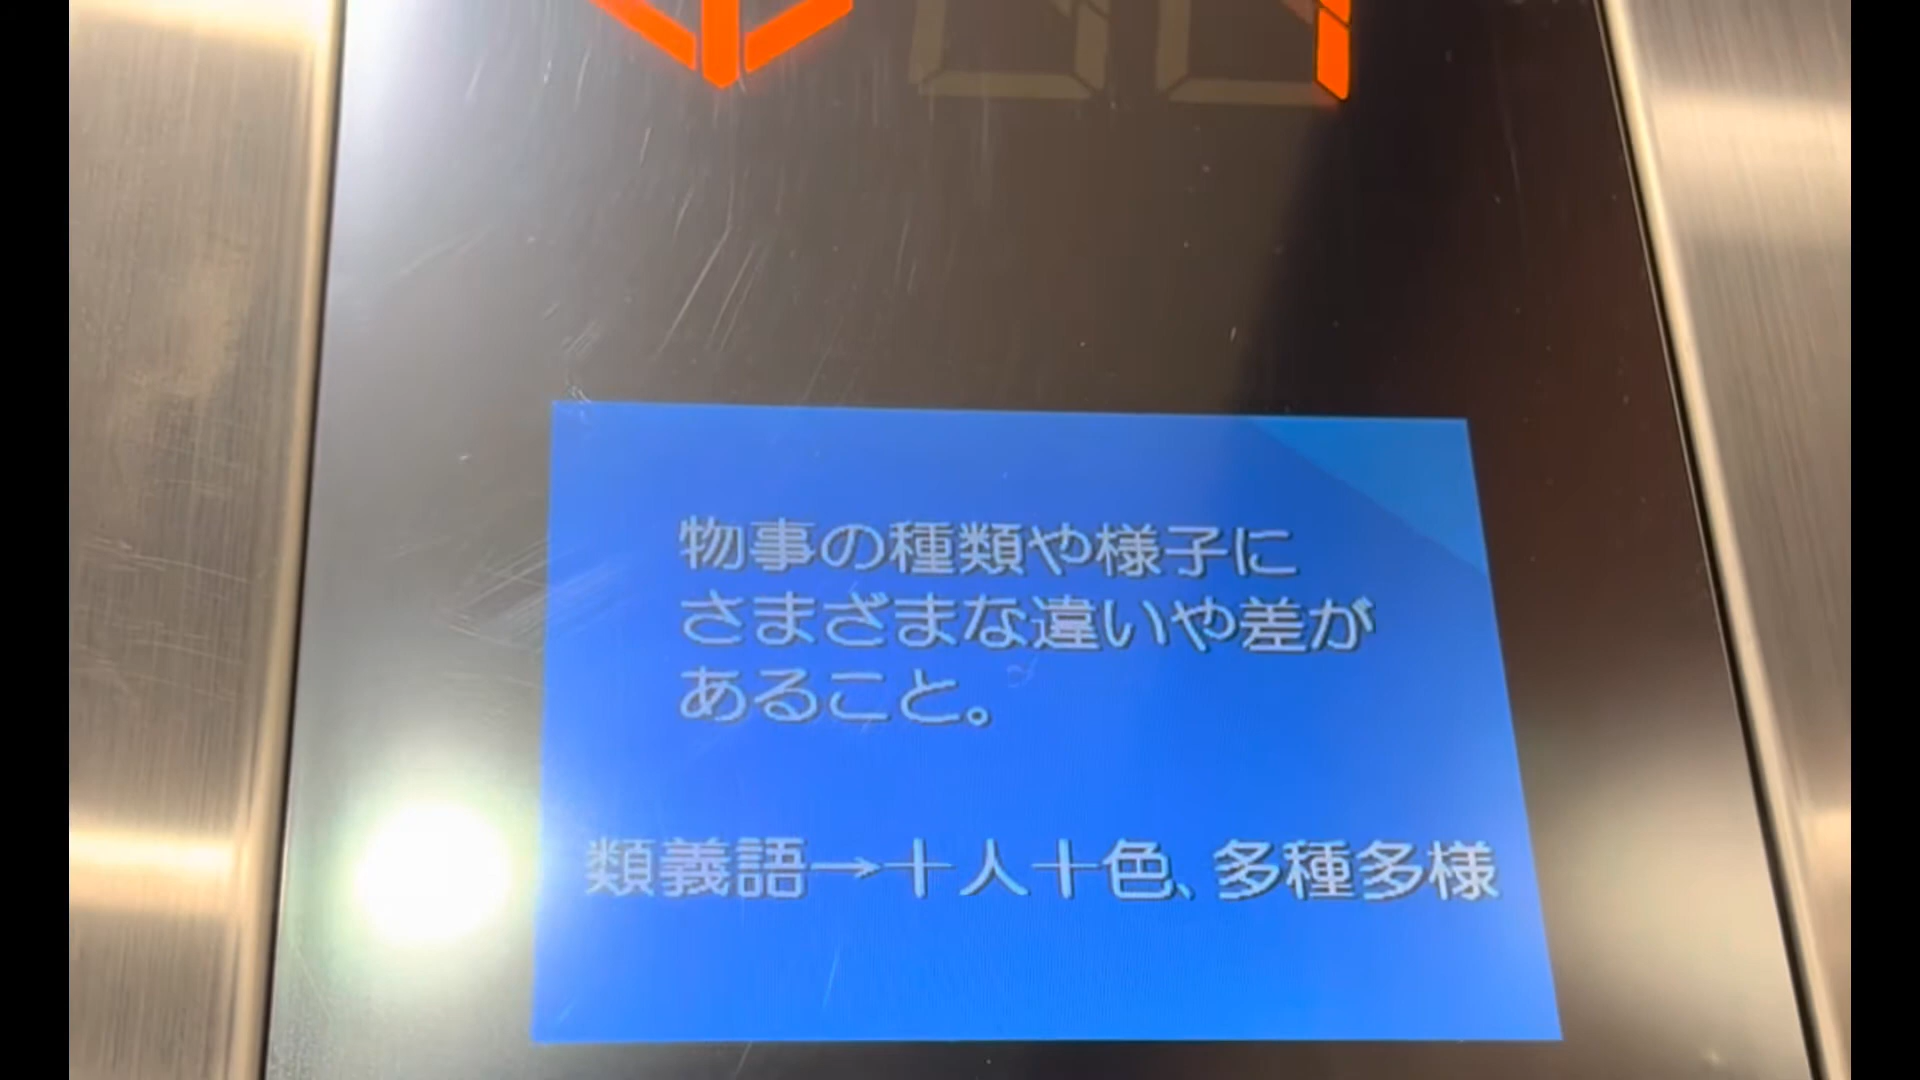 物事の種類や様子に
さまざまな違いや差が
あること。
類義語→十人十色、多種多様